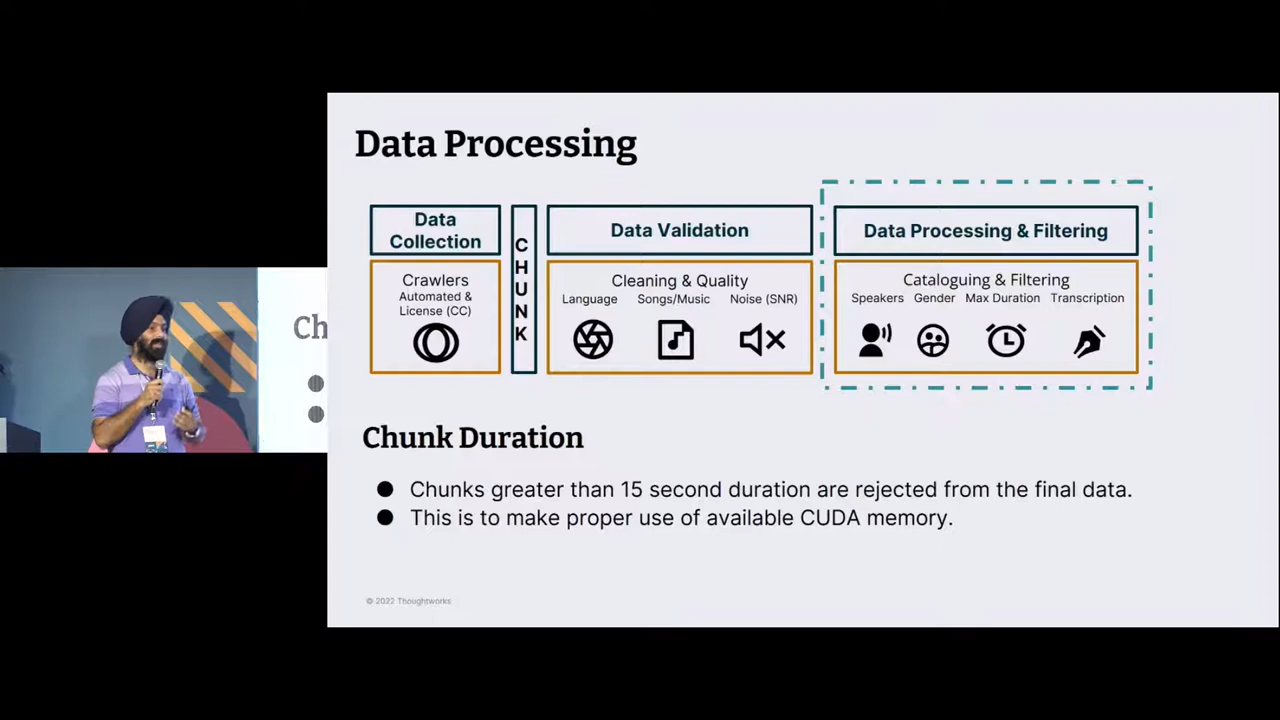 Data Processing
Data
Collection
Crawlers
Automated &
License (CC)
CHUNK
Data Validation
Cleaning & Quality
Language Songs/Music Noise (SNR)
Data Processing & Filtering
Cataloguing & Filtering
Speakers Gender Max Duration Transcription
Chunk Duration
● Chunks greater than 15 second duration are rejected from the final data.
● This is to make proper use of available CUDA memory.
© 2022 Thoughtworks
Ch